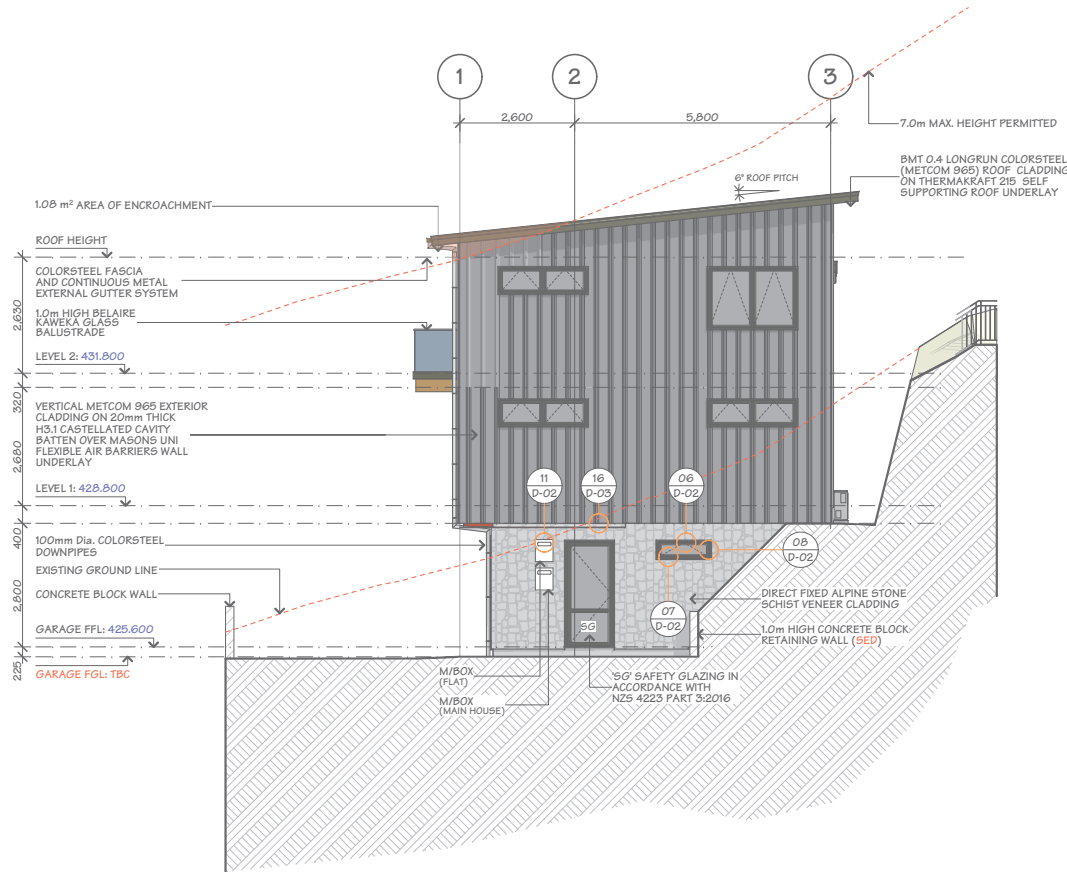 1
2
3
2,600
5,800
7.0m MAX. HEIGHT PERMITTED
BMT 0.4 LONGRUN COLORSTEEL
(METCOM 965) ROOF CLADDING
ON THERMAKRAFT 215 SELF
SUPPORTING ROOF UNDERLAY
6° ROOF PITCH
1.08 m² AREA OF ENCROACHMENT
ROOF HEIGHT
COLORSTEEL FASCIA
AND CONTINUOUS METAL
EXTERNAL GUTTER SYSTEM
1.0m HIGH BELAIRE
KAWEKA GLASS
BALUSTRADE
LEVEL 2: 431.800
VERTICAL METCOM 965 EXTERIOR
CLADDING ON 20mm THICK
H3.1 CASTELLATED CAVITY
BATTEN OVER MASONS UNI
FLEXIBLE AIR BARRIERS WALL
UNDERLAY
LEVEL 1: 428.800
100mm Dia. COLORSTEEL
DOWNPIPES
EXISTING GROUND LINE
CONCRETE BLOCK WALL
GARAGE FFL: 425.600
GARAGE FGL: TBC
2,630
320
2,680
400
2,800
225
11
D-02
16
D-03
06
D-02
08
D-02
07
D-02
SG
DIRECT FIXED ALPINE STONE
SCHIST VENEER CLADDING
1.0m HIGH CONCRETE BLOCK
RETAINING WALL (SED)
M/BOX
(FLAT)
M/BOX
(MAIN HOUSE)
'SG' SAFETY GLAZING IN
ACCORDANCE WITH
NZS 4223 PART 3:2016